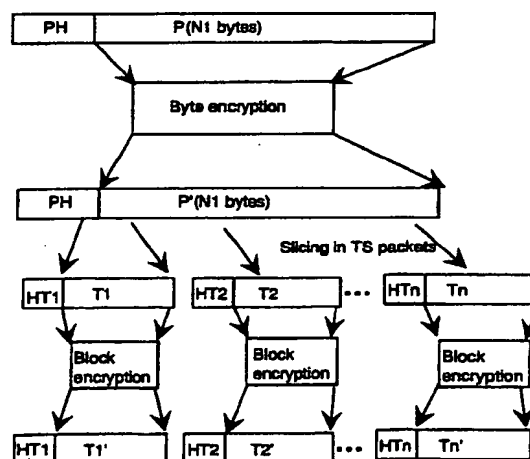 PH P(N1 bytes)
Byte encryption
PH P'(N1 bytes)
Slicing in TS packets
HT1 T1 HT2 T2 ... HTn Tn
Block encryption Block encryption Block encryption
HT1 T1' HT2 T2' ... HTn Tn'